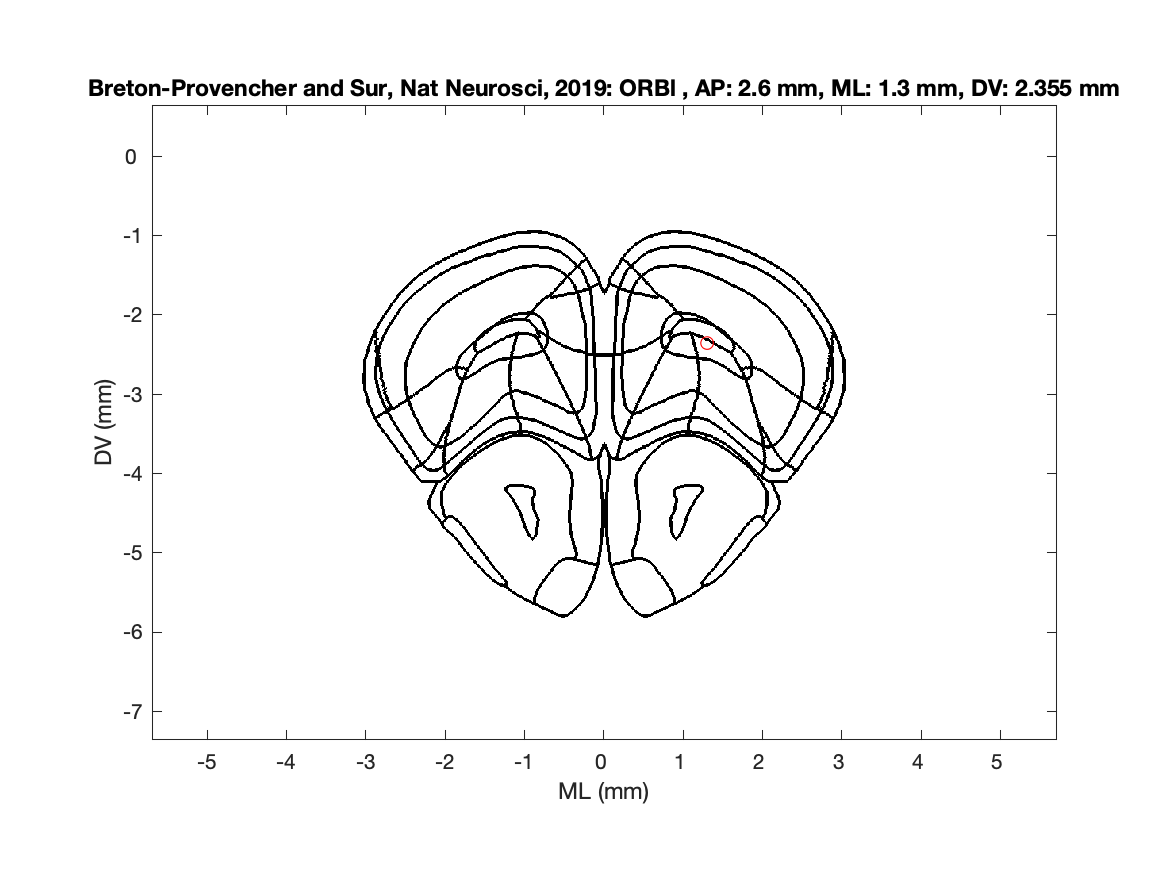 Breton-Provencher and Sur, Nat Neurosci, 2019: ORBl , AP: 2.6 mm, ML: 1.3 mm, DV: 2.355 mm
0
-1
-2
-3
-4
-5
-6
-7
DV (mm)
-5 -4 -3 -2 -1 0 1 2 3 4 5
ML (mm)